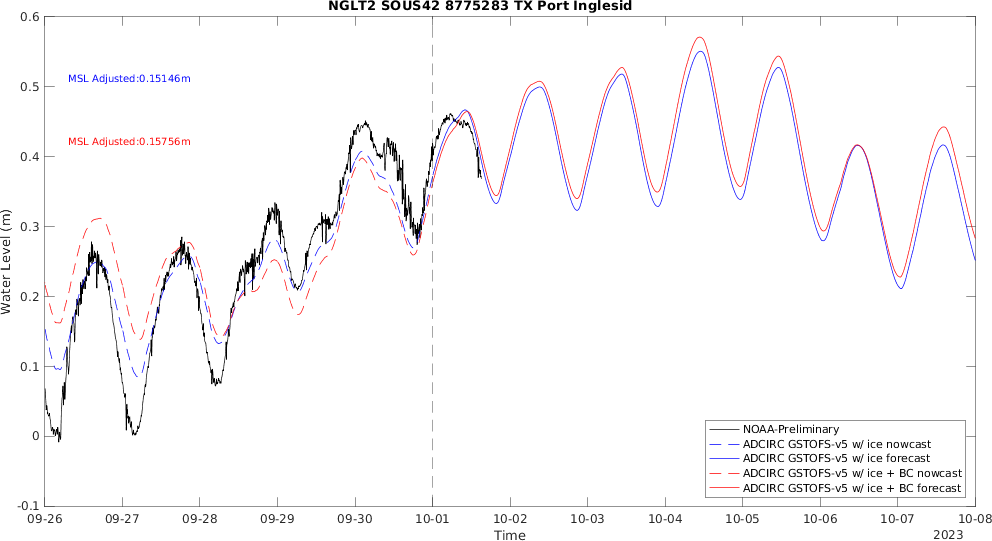 NGLT2 SOUS42 8775283 TX Port Inglesid
0.6
0.5
0.4
0.3
0.2
0.1
0
-0.1
Water Level (m)
MSL Adjusted:0.15146m
MSL Adjusted:0.15756m
NOAA-Preliminary
ADCIRC GSTOFS-v5 w/ ice nowcast
ADCIRC GSTOFS-v5 w/ ice forecast
ADCIRC GSTOFS-v5 w/ ice + BC nowcast
ADCIRC GSTOFS-v5 w/ ice + BC forecast
09-26 09-27 09-28 09-29 09-30 10-01 10-02 10-03 10-04 10-05 10-06 10-07 10-08
Time
2023